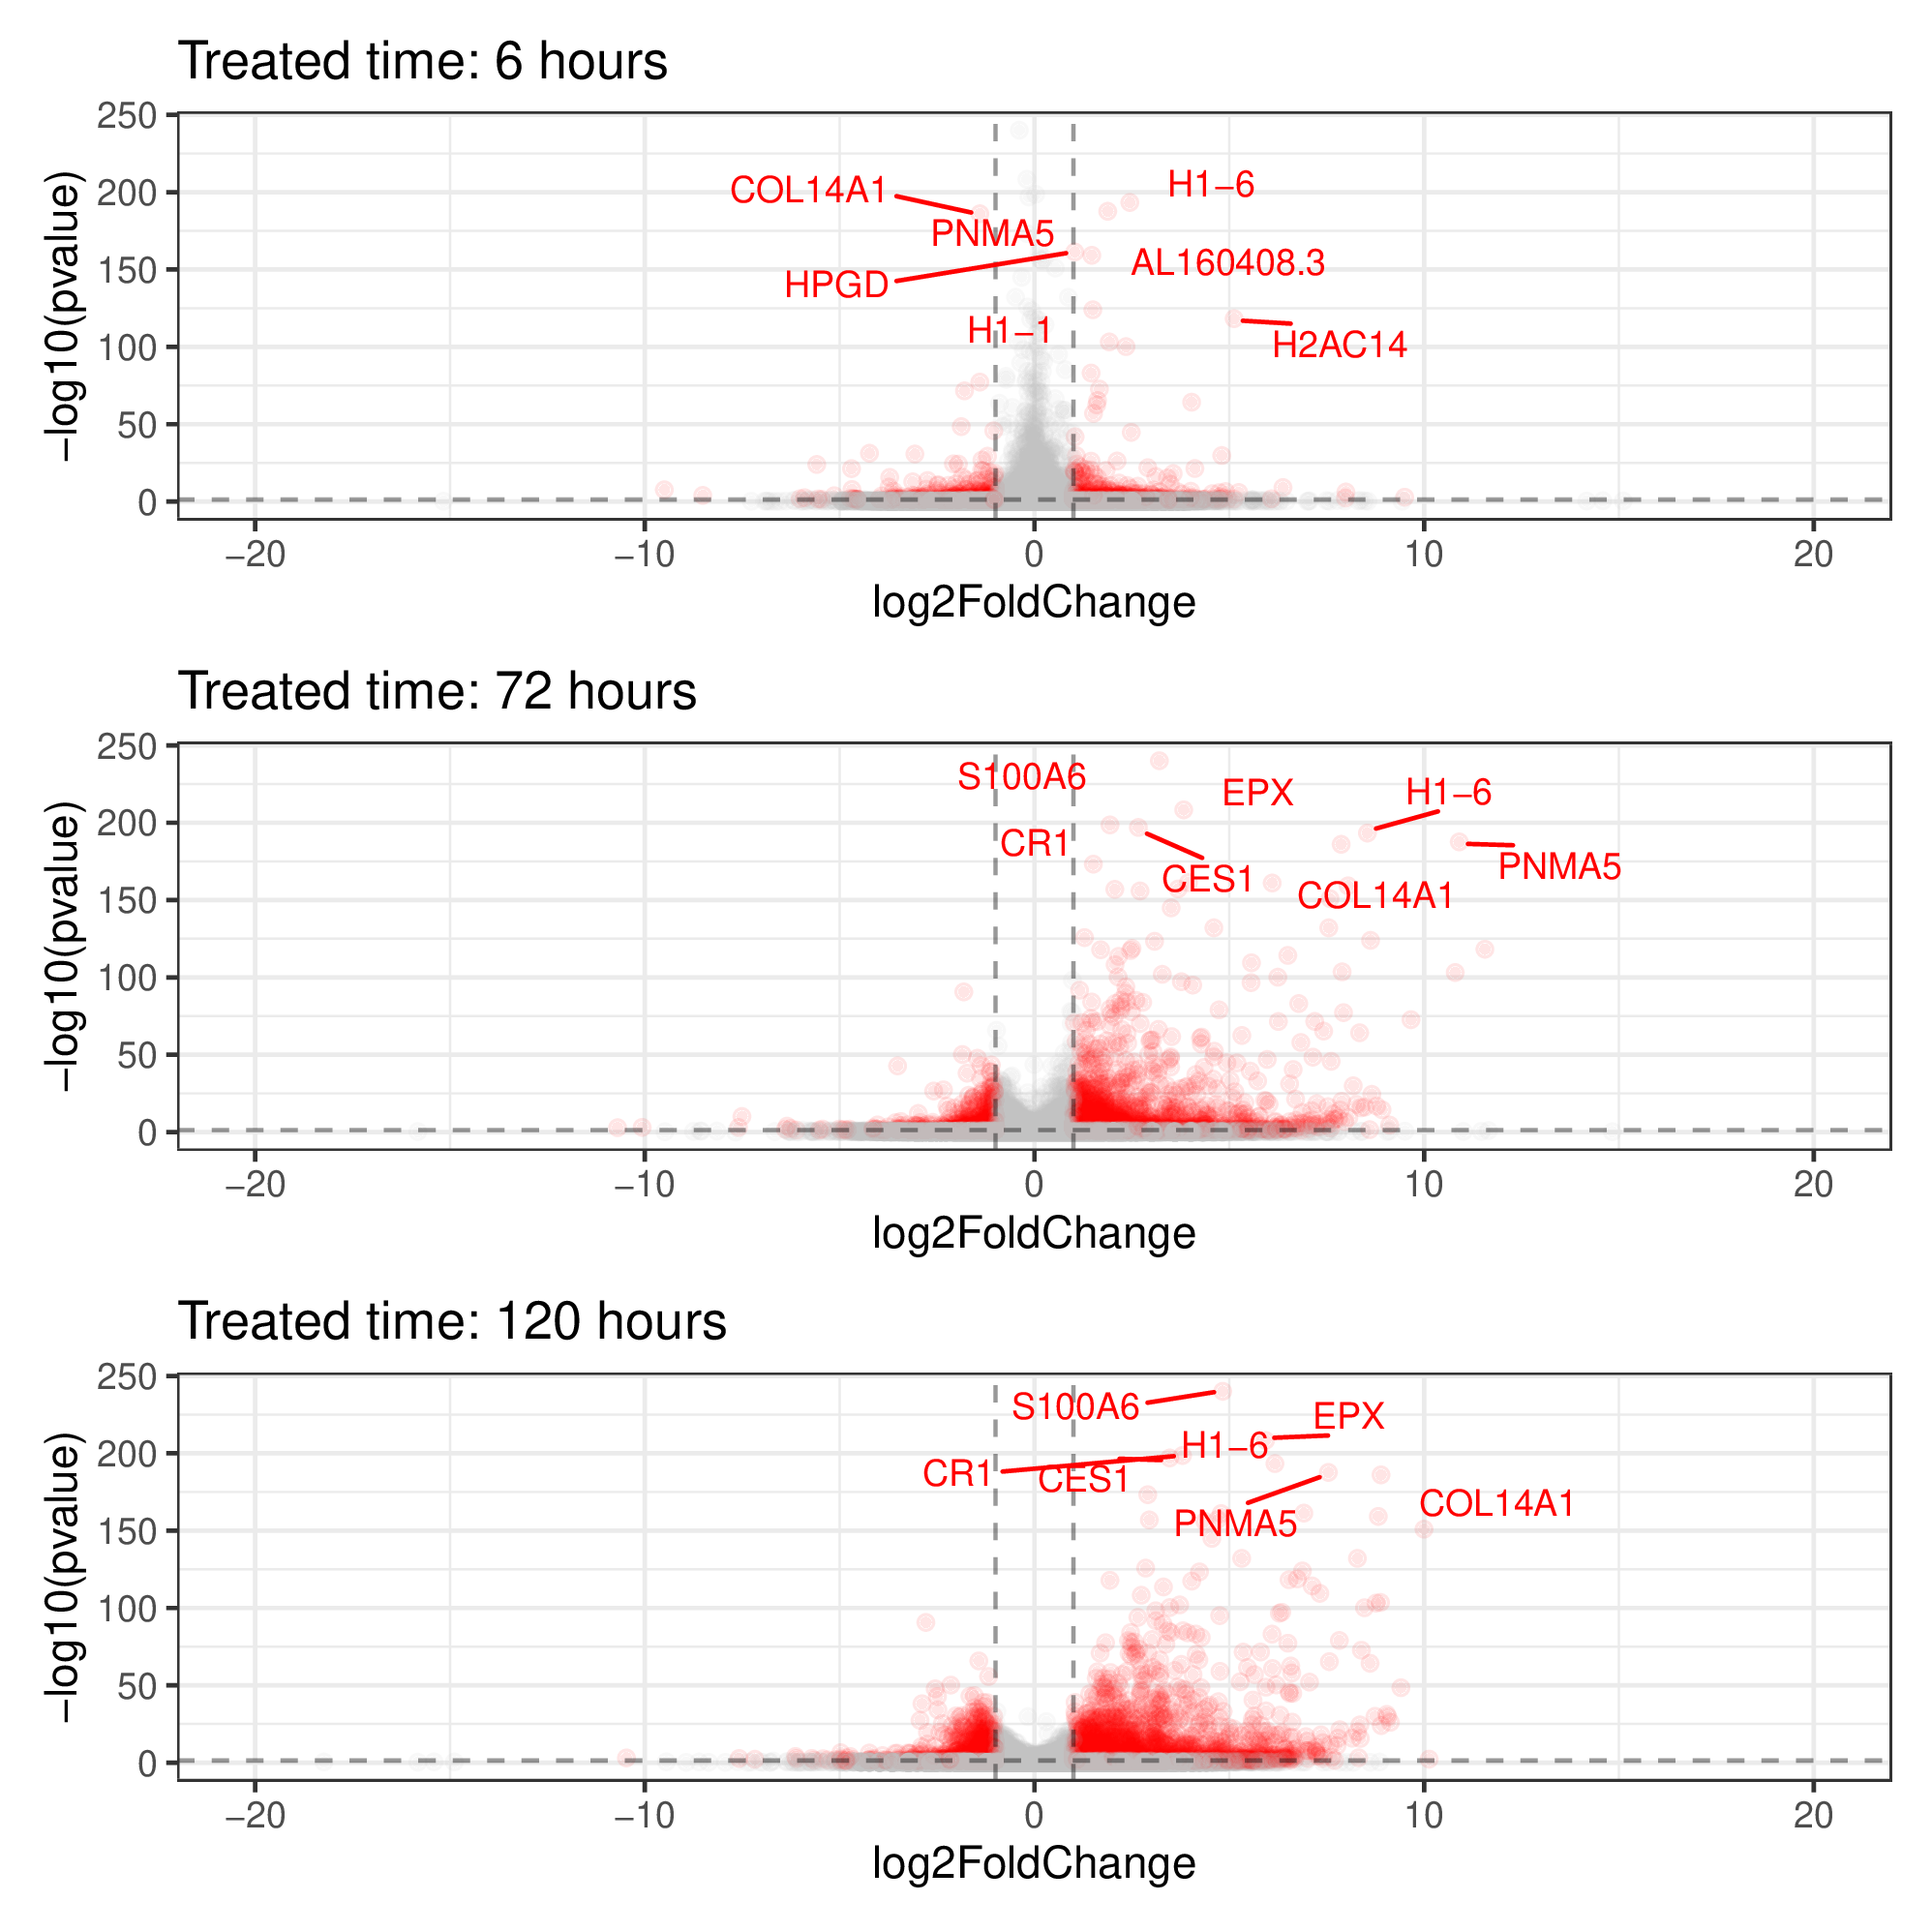 Treated time: 6 hours
−log10(pvalue)
250
200
150
100
50
0
COL14A1
H1−6
PNMA5
AL160408.3
HPGD
H1−1
H2AC14
−20 −10 0 10 20
log2FoldChange
Treated time: 72 hours
−log10(pvalue)
250
200
150
100
50
0
S100A6
EPX
H1−6
CR1
CES1
PNMA5
COL14A1
−20 −10 0 10 20
log2FoldChange
Treated time: 120 hours
−log10(pvalue)
250
200
150
100
50
0
S100A6
EPX
H1−6
CR1
CES1
PNMA5
COL14A1
−20 −10 0 10 20
log2FoldChange